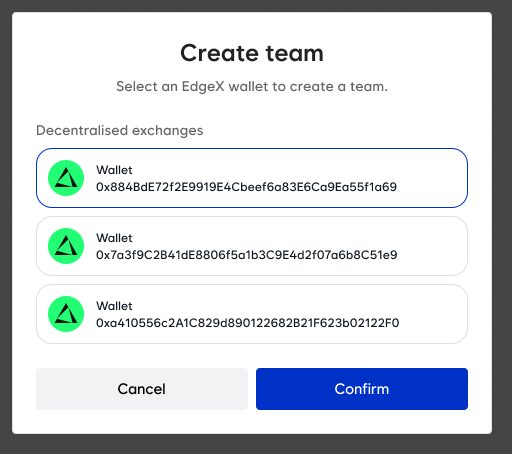 Create team
Select an EdgeX wallet to create a team.
Decentralised exchanges
Wallet
0x884BdE72f2E9919E4Cbeef6a83E6Ca9Ea55f1a69
Wallet
0x7a3f9C2B41dE8806f5a1b3C9E4d2f07a6b8C51e9
Wallet
0xa410556c2A1C829d890122682B21F623b02122F0
Cancel
Confirm